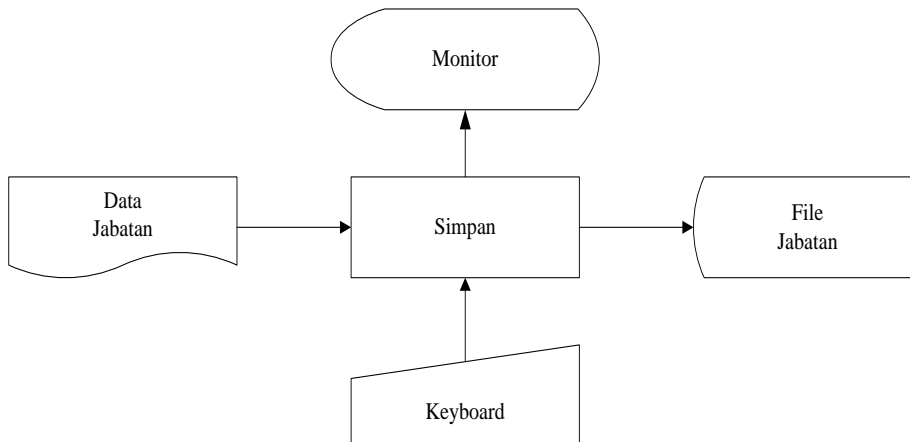 Monitor
Data
Jabatan
Simpan
File
Jabatan
Keyboard